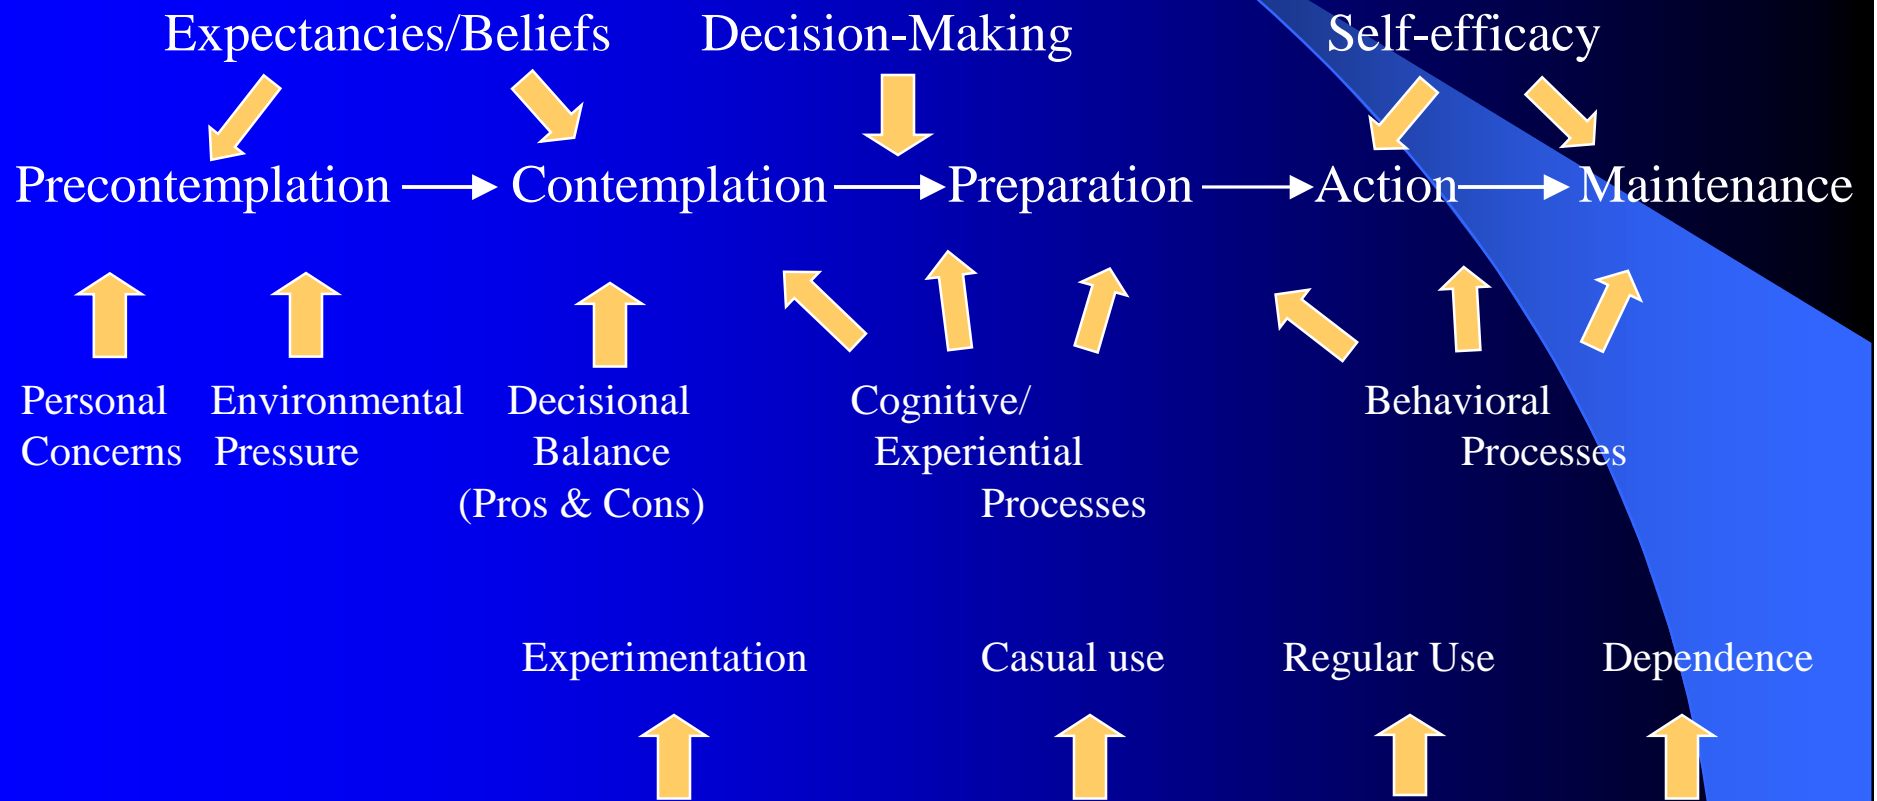 Expectancies/Beliefs Decision-Making Self-efficacy
Precontemplation Contemplation Preparation Action Maintenance
Personal Environmental Decisional Cognitive/ Behavioral
Concerns Pressure Balance Experiential Processes
(Pros & Cons) Processes
Experimentation Casual use Regular Use Dependence